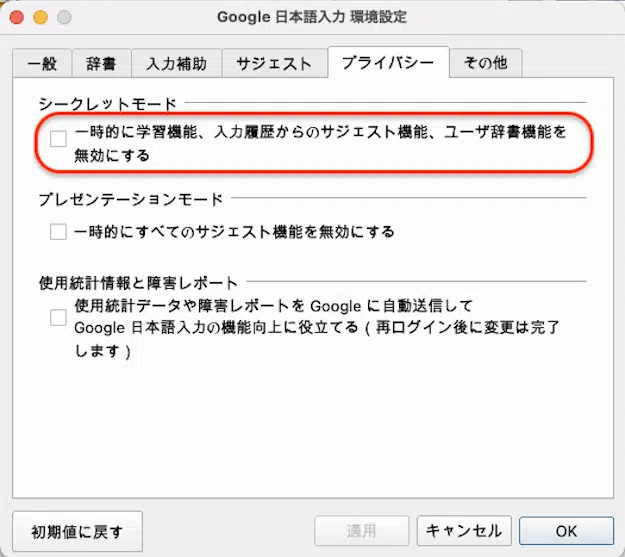 Google 日本語入力 環境設定
一般 辞書 入力補助 サジェスト プライバシー その他
シークレットモード
一時的に学習機能、入力履歴からのサジェスト機能、ユーザ辞書機能を
無効にする
プレゼンテーションモード
一時的にすべてのサジェスト機能を無効にする
使用統計情報と障害レポート
使用統計データや障害レポートを Google に自動送信して
Google 日本語入力の機能向上に役立てる ( 再ログイン後に変更は完了
します )
初期値に戻す 適用 キャンセル OK